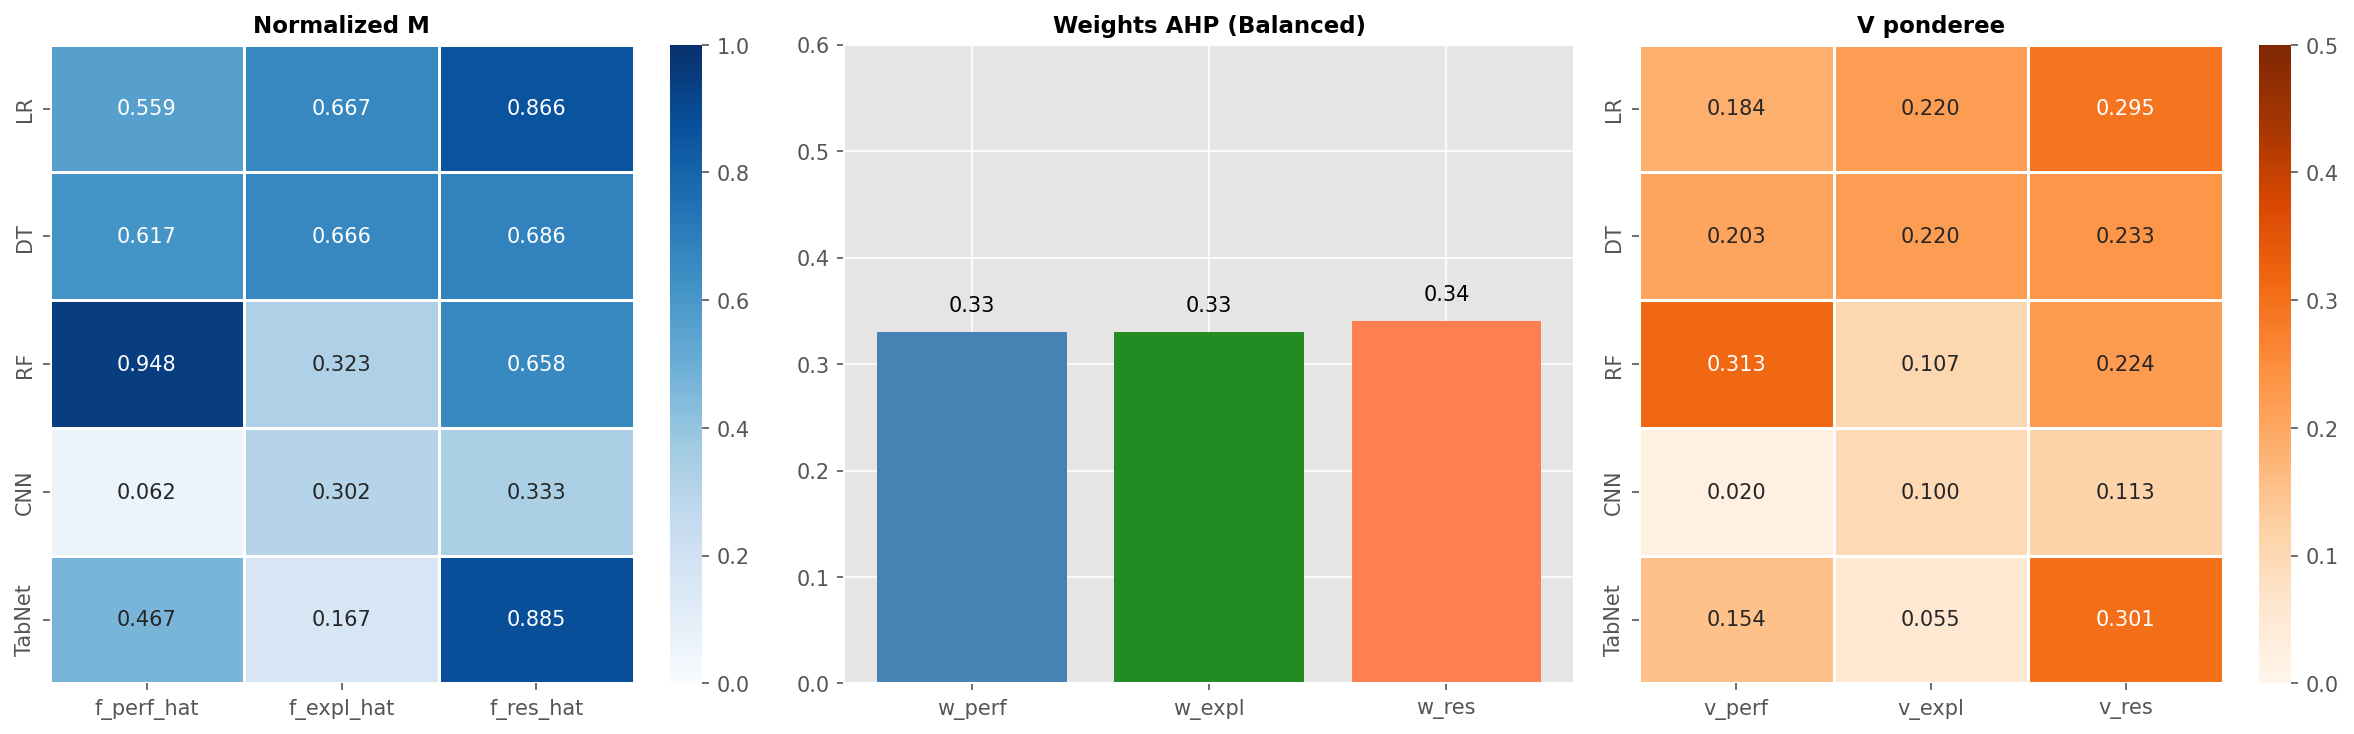 Normalized M
LR
DT
RF
CNN
TabNet
0.559 0.667 0.866
0.617 0.666 0.686
0.948 0.323 0.658
0.062 0.302 0.333
0.467 0.167 0.885
f_perf_hat f_expl_hat f_res_hat
1.0
0.8
0.6
0.4
0.2
0.0
Weights AHP (Balanced)
0.6
0.5
0.4
0.3
0.2
0.1
0.0
0.33 0.33 0.34
w_perf w_expl w_res
V ponderee
LR
DT
RF
CNN
TabNet
0.184 0.220 0.295
0.203 0.220 0.233
0.313 0.107 0.224
0.020 0.100 0.113
0.154 0.055 0.301
v_perf v_expl v_res
0.5
0.4
0.3
0.2
0.1
0.0